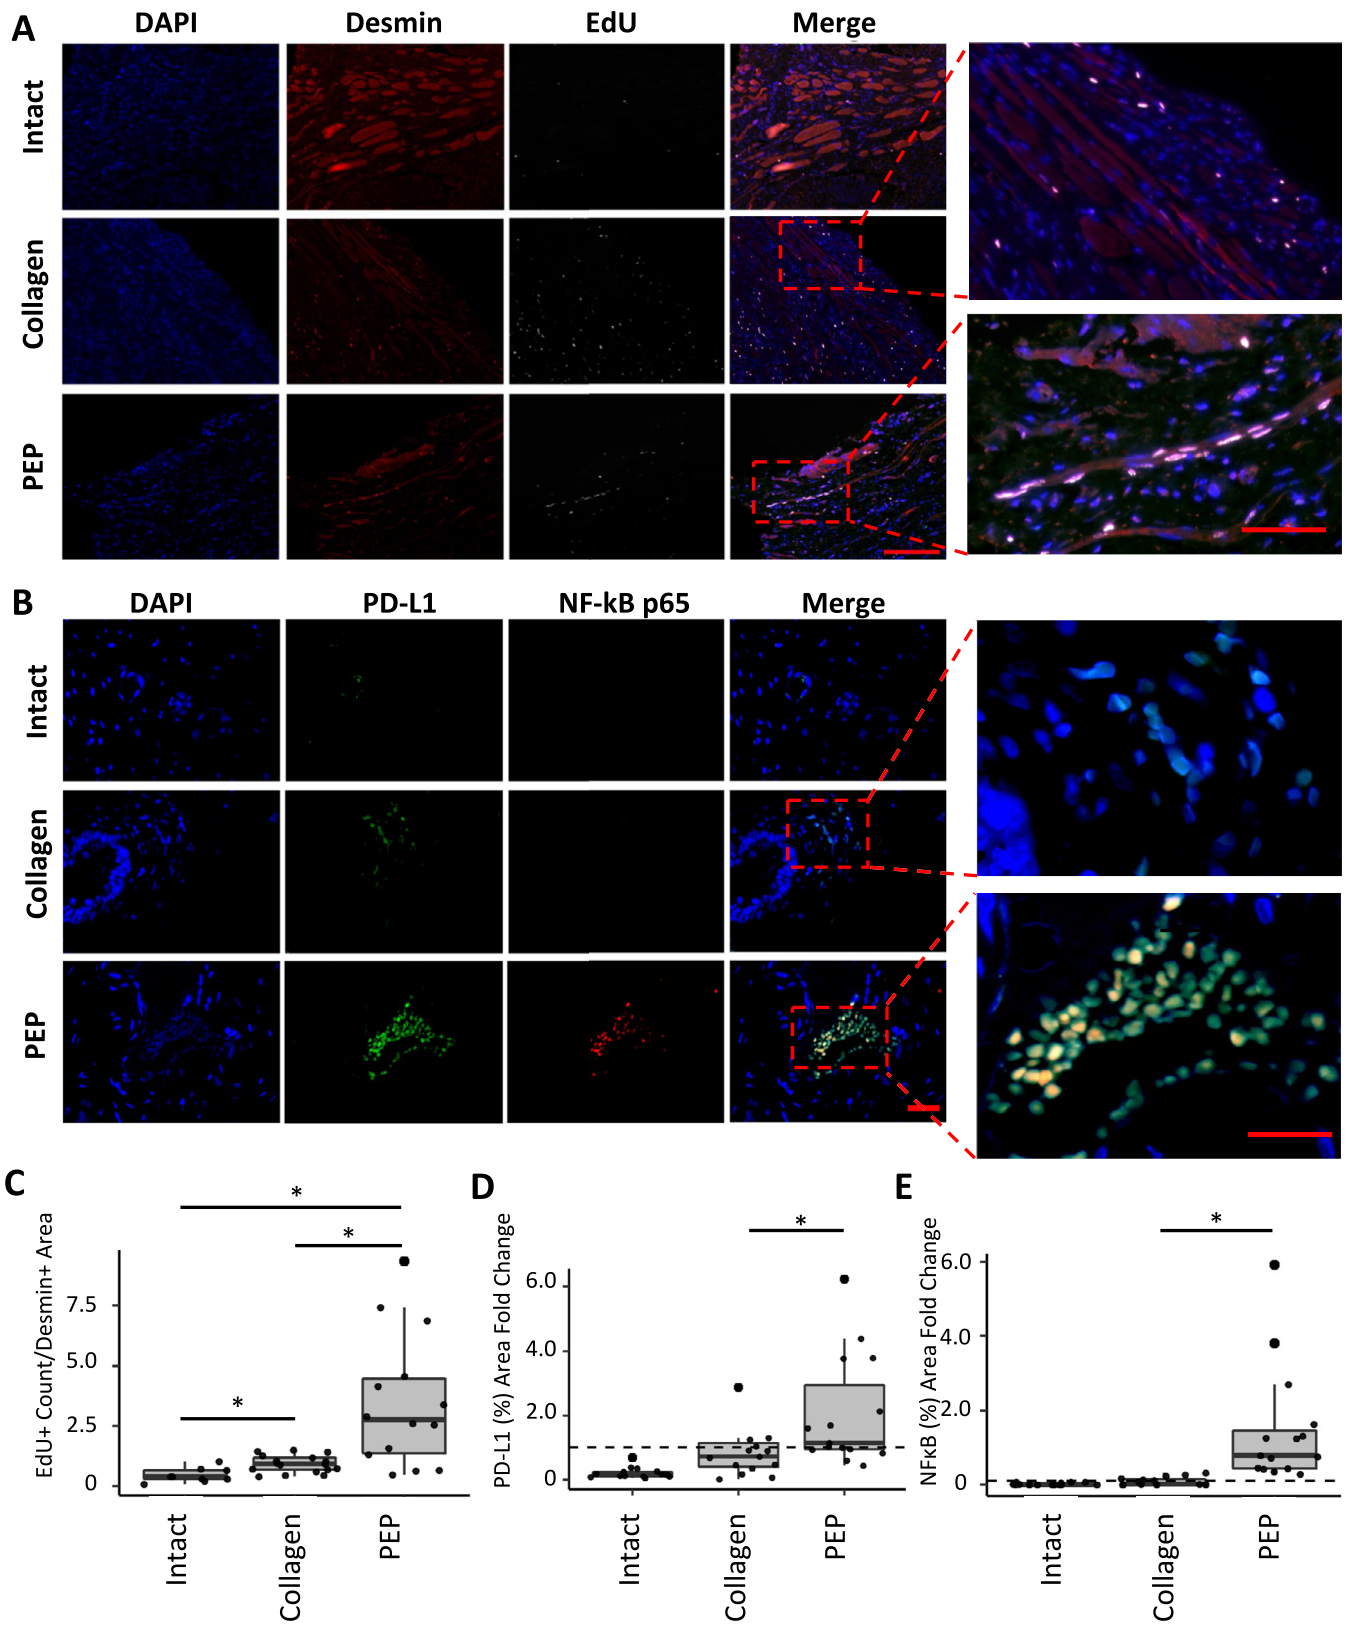 A
DAPI Desmin EdU Merge
Intact
Collagen
PEP
B
DAPI PD-L1 NF-kB p65 Merge
Intact
Collagen
PEP
C
EdU+ Count/Desmin+ Area
7.5
5.0
2.5
0
*
*
*
Intact
Collagen
PEP
D
PD-L1 (%) Area Fold Change
6.0
4.0
2.0
0
*
Intact
Collagen
PEP
E
NFκB (%) Area Fold Change
6.0
4.0
2.0
0
*
Intact
Collagen
PEP